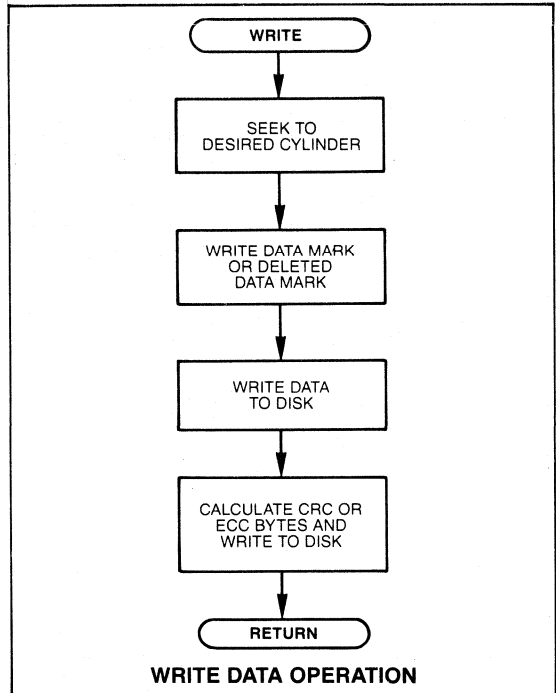 WRITE
SEEK TO
DESIRED CYLINDER
WRITE DATA MARK
OR DELETED
DATA MARK
WRITE DATA
TO DISK
CALCULATE CRC OR
ECC BYTES AND
WRITE TO DISK
RETURN
WRITE DATA OPERATION